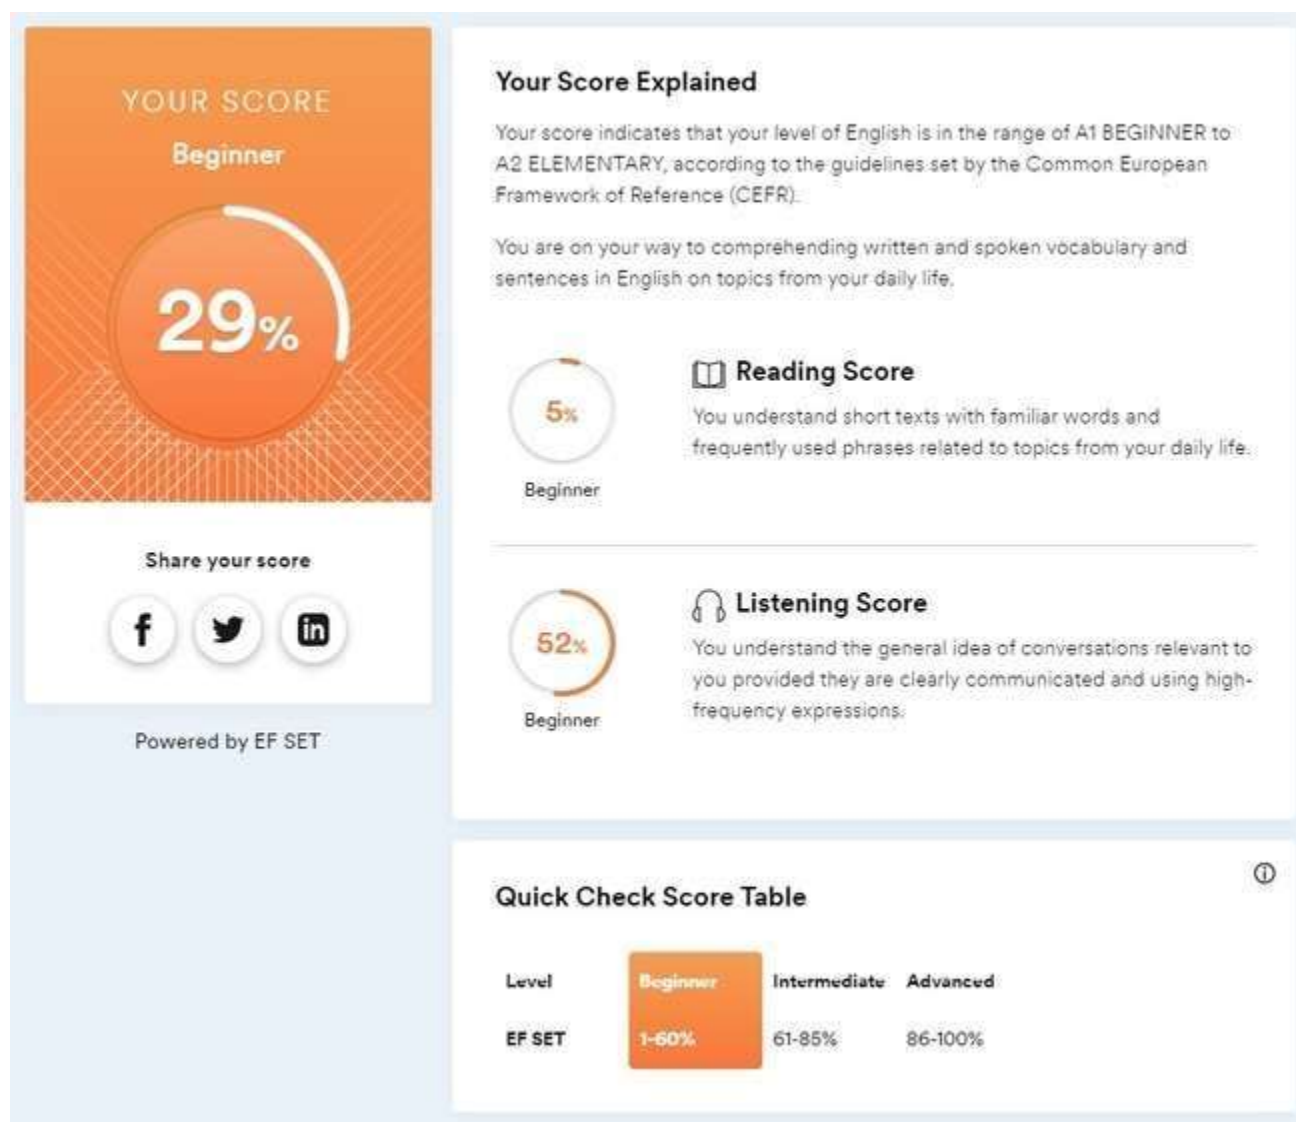 YOUR SCORE
Beginner
29%
Share your score
Powered by EF SET
Your Score Explained
Your score indicates that your level of English is in the range of A1 BEGINNER to
A2 ELEMENTARY, according to the guidelines set by the Common European
Framework of Reference (CEFR).
You are on your way to comprehending written and spoken vocabulary and
sentences in English on topics from your daily life.
5%
Beginner
Reading Score
You understand short texts with familiar words and
frequently used phrases related to topics from your daily life.
52%
Beginner
Listening Score
You understand the general idea of conversations relevant to
you provided they are clearly communicated and using high-
frequency expressions.
Quick Check Score Table
Level Beginner Intermediate Advanced
EF SET 1-60% 61-85% 86-100%